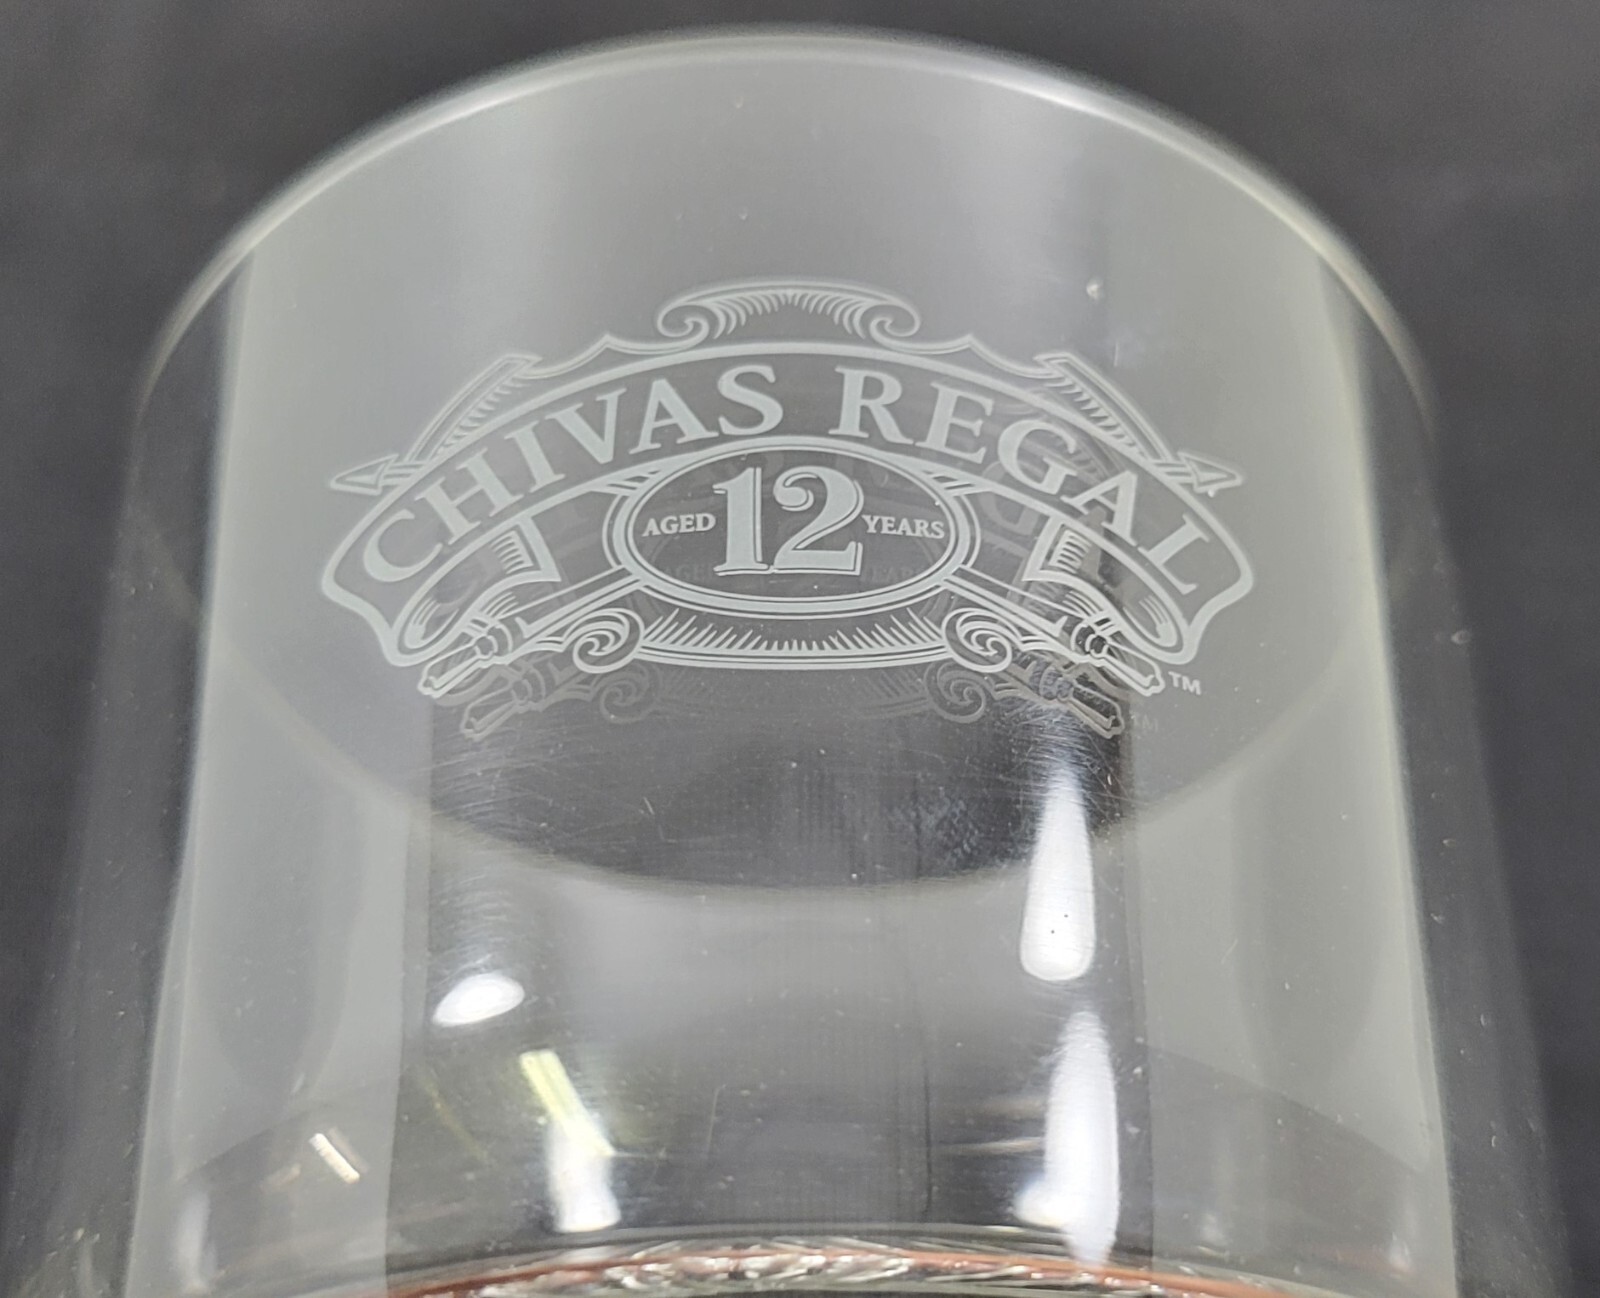 CHIVAS REGAL
AGED 12 YEARS
TM